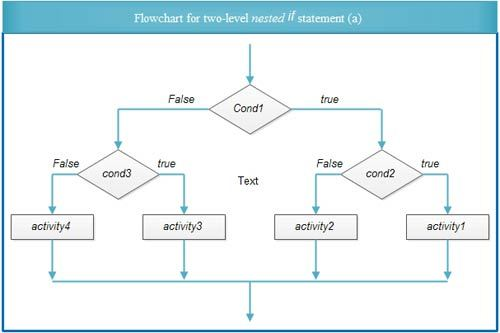 Flowchart for two-level nested if statement (a)
False
Cond1
true
False
cond3
true
Text
False
cond2
true
activity4
activity3
activity2
activity1